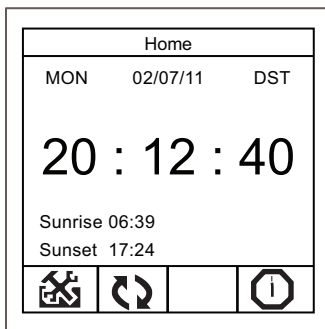 Home
MON 02/07/11 DST
20 : 12 : 40
Sunrise 06:39
Sunset 17:24
i